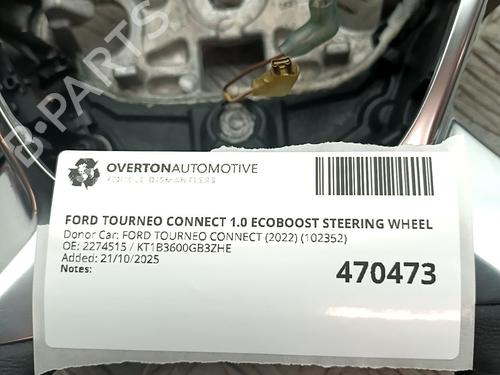 B-PARTS
OVERTONAUTOMOTIVE
VEHICLE DISMANTLERS
FORD TOURNEO CONNECT 1.0 ECOBOOST STEERING WHEEL
Donor Car: FORD TOURNEO CONNECT (2022) (102352)
OE: 2274515 / KT1B3600GB3ZHE
Added: 21/10/2025
Notes:
470473